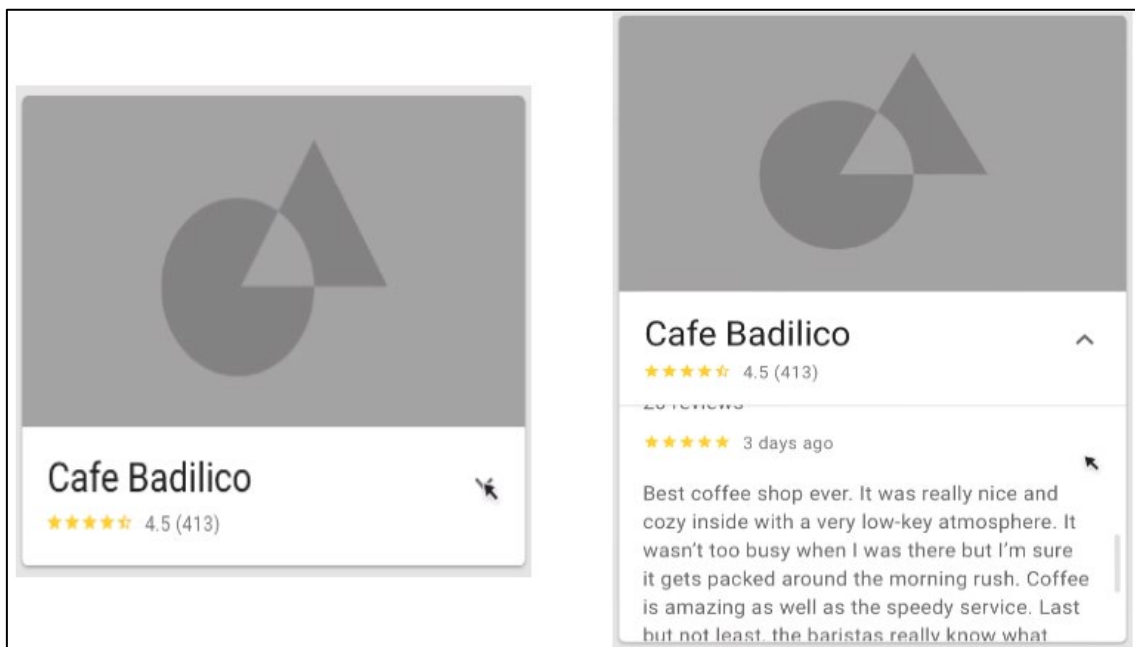 Cafe Badilico
4.5 (413)
Cafe Badilico
4.5 (413)
20 reviews
3 days ago
Best coffee shop ever. It was really nice and
cozy inside with a very low-key atmosphere. It
wasn't too busy when I was there but I'm sure
it gets packed around the morning rush. Coffee
is amazing as well as the speedy service. Last
but not least, the baristas really know what